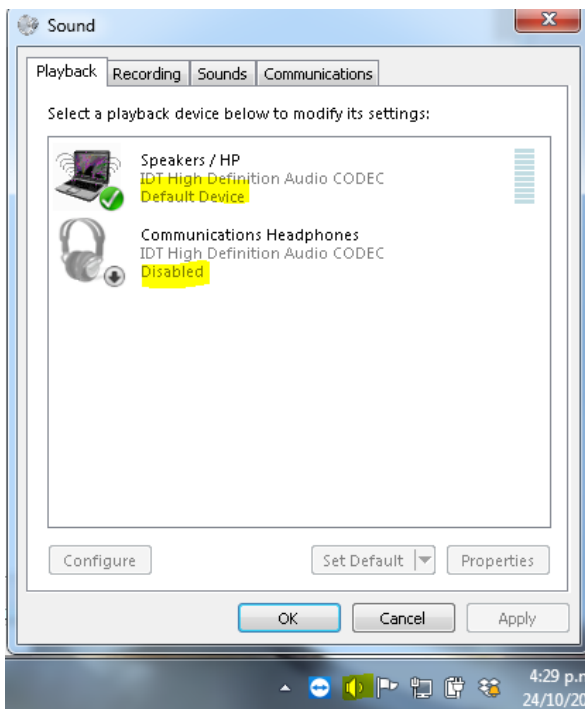 Sound
Playback Recording Sounds Communications
Select a playback device below to modify its settings:
Speakers / HP
IDT High Definition Audio CODEC
Default Device
Communications Headphones
IDT High Definition Audio CODEC
Disabled
Configure Set Default Properties
OK Cancel Apply
4:29 p.
24/10/20